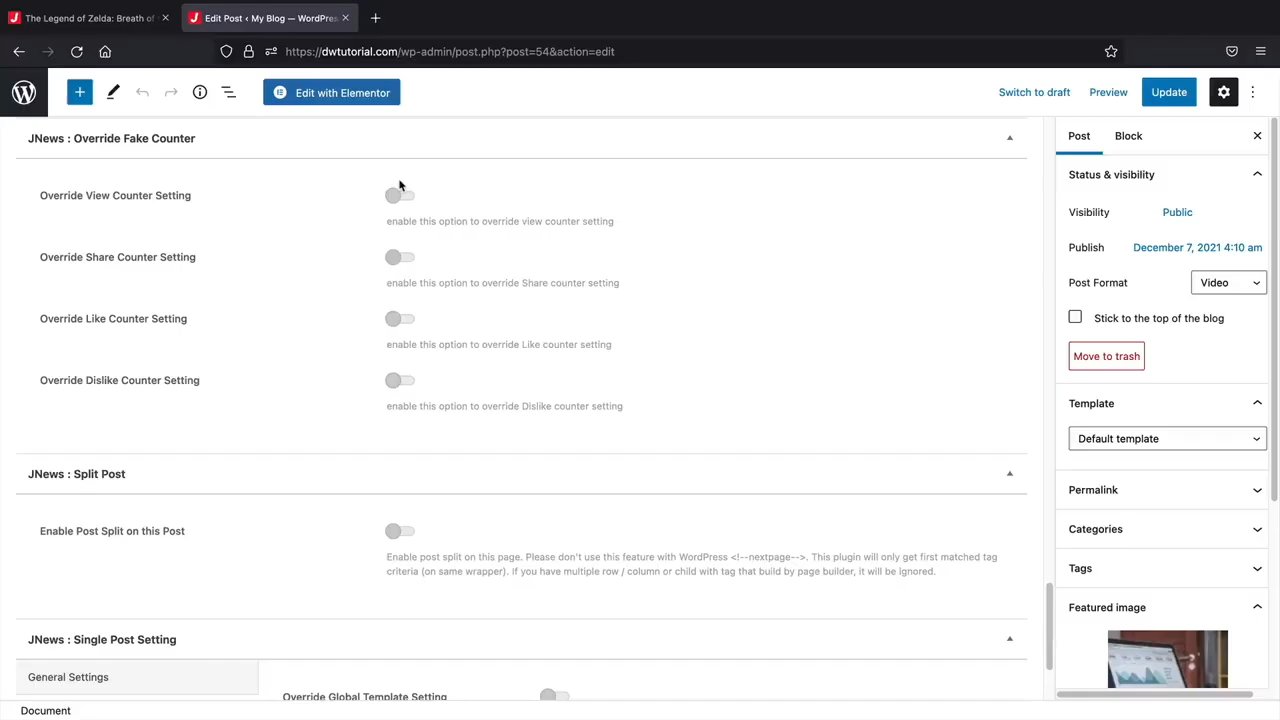 The Legend of Zelda: Breath of
Edit Post ‹ My Blog — WordPress
https://dwtutorial.com/wp-admin/post.php?post=54&action=edit
Edit with Elementor
Switch to draft
Preview
Update
JNews : Override Fake Counter
Override View Counter Setting
enable this option to override view counter setting
Override Share Counter Setting
enable this option to override Share counter setting
Override Like Counter Setting
enable this option to override Like counter setting
Override Dislike Counter Setting
enable this option to override Dislike counter setting
JNews : Split Post
Enable Post Split on this Post
Enable post split on this page. Please don't use this feature with WordPress <!--nextpage-->. This plugin will only get first matched tag
criteria (on same wrapper). If you have multiple row / column or child with tag that build by page builder, it will be ignored.
JNews : Single Post Setting
General Settings
Override Global Template Setting
Document
Post
Block
Status & visibility
Visibility
Public
Publish
December 7, 2021 4:10 am
Post Format
Video
Stick to the top of the blog
Move to trash
Template
Default template
Permalink
Categories
Tags
Featured image